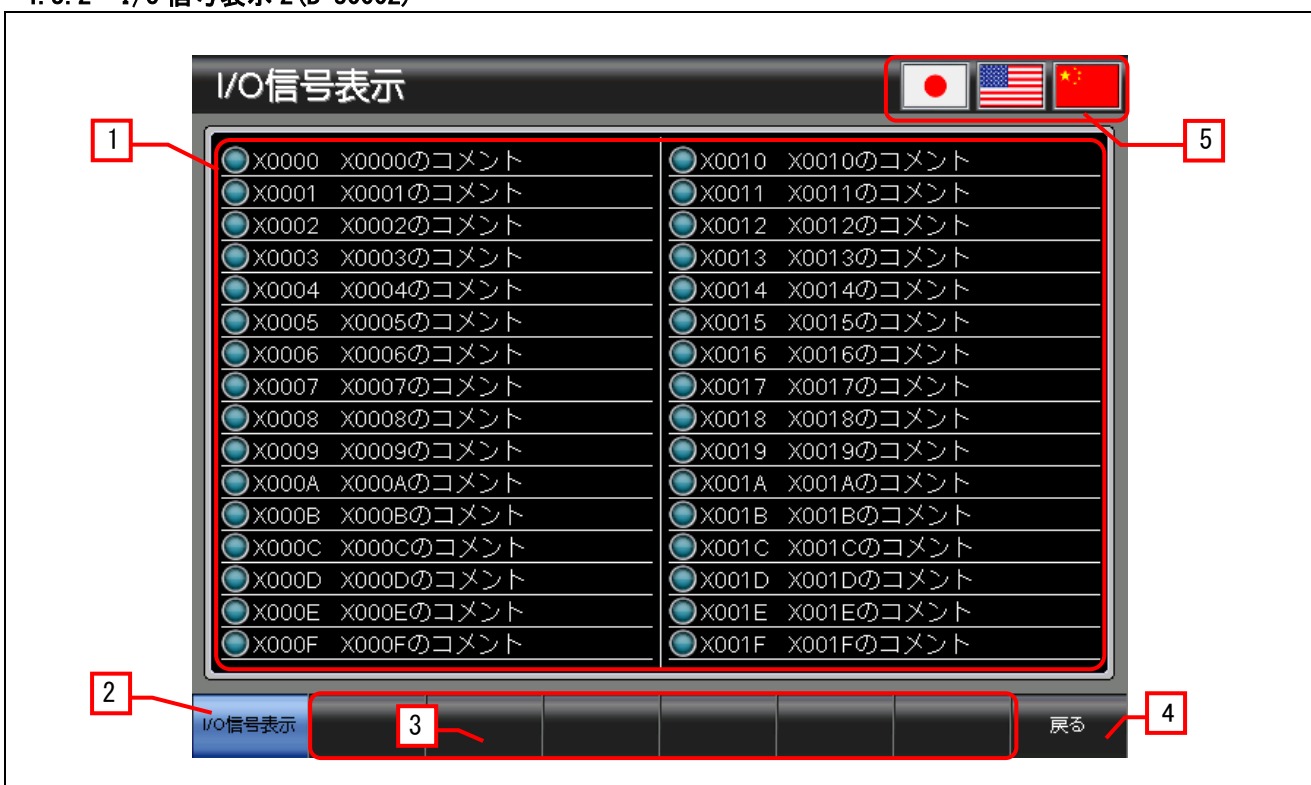 I/O 信号表示 2
I/O信号表示
1
5
X0000 X0000のコメント
X0001 X0001のコメント
X0002 X0002のコメント
X0003 X0003のコメント
X0004 X0004のコメント
X0005 X0005のコメント
X0006 X0006のコメント
X0007 X0007のコメント
X0008 X0008のコメント
X0009 X0009のコメント
X000A X000Aのコメント
X000B X000Bのコメント
X000C X000Cのコメント
X000D X000Dのコメント
X000E X000Eのコメント
X000F X000Fのコメント
X0010 X0010のコメント
X0011 X0011のコメント
X0012 X0012のコメント
X0013 X0013のコメント
X0014 X0014のコメント
X0015 X0015のコメント
X0016 X0016のコメント
X0017 X0017のコメント
X0018 X0018のコメント
X0019 X0019のコメント
X001A X001Aのコメント
X001B X001Bのコメント
X001C X001Cのコメント
X001D X001Dのコメント
X001E X001Eのコメント
X001F X001Fのコメント
2
I/O信号表示
3
戻る
4